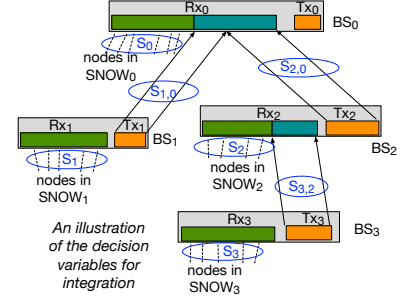 Rx0 Tx0
BS0
S0
nodes in
SNOW0
S1,0
S2,0
Rx1 Tx1
BS1
S1
nodes in
SNOW1
Rx2 Tx2
BS2
S2
nodes in
SNOW2
S3,2
An illustration
of the decision
variables for
integration
Rx3 Tx3
BS3
S3
nodes in
SNOW3